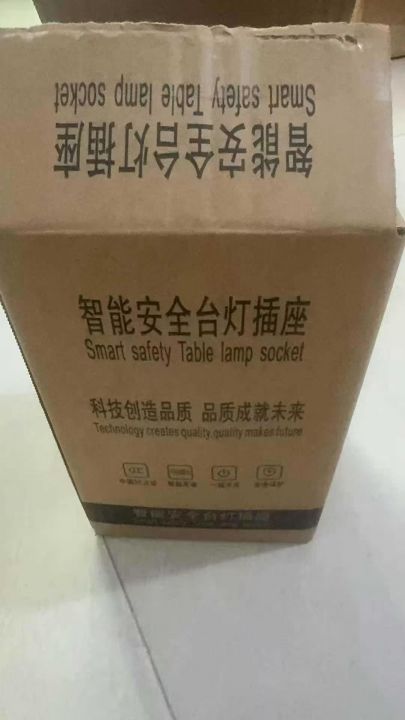 Smart safety Table lamp socket
智能安全台灯插座
智能安全台灯插座
Smart safety Table lamp socket
科技创造品质 品质成就未来
Technology creates quality,quality makes future